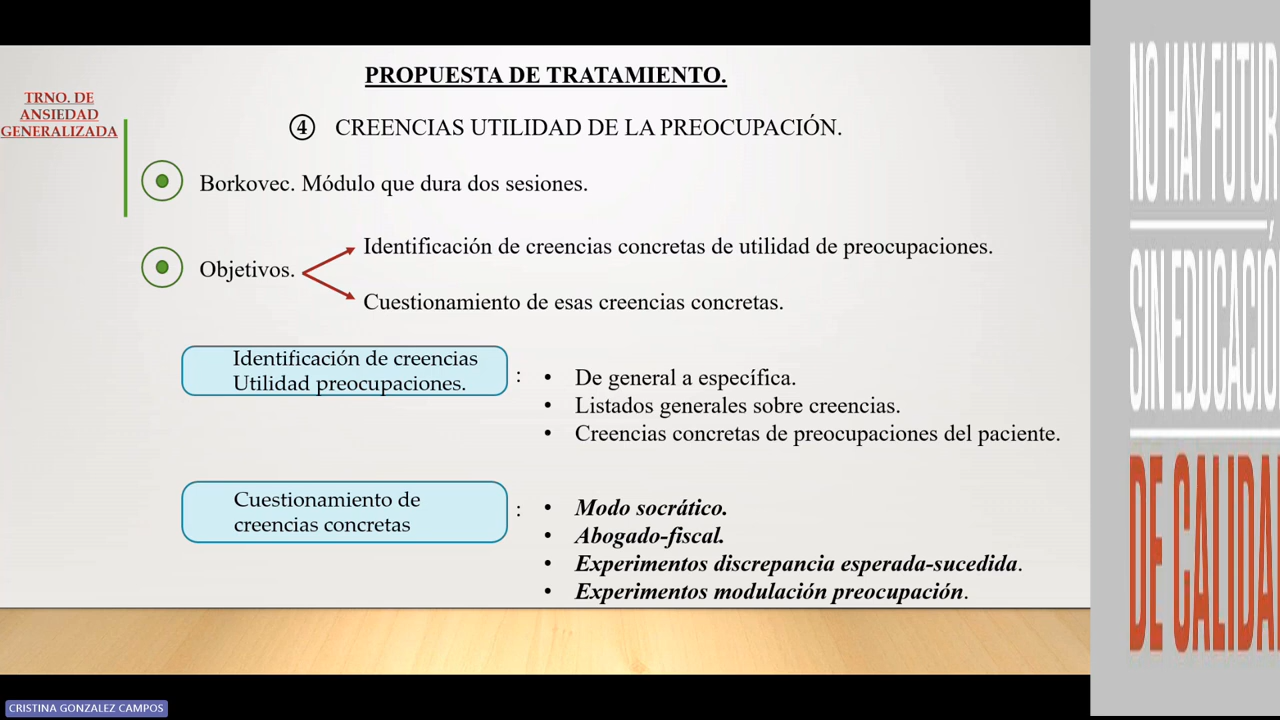 PROPUESTA DE TRATAMIENTO.
TRNO. DE
ANSIEDAD
GENERALIZADA
④ CREENCIAS UTILIDAD DE LA PREOCUPACIÓN.
Borkovec. Módulo que dura dos sesiones.
Objetivos.
Identificación de creencias concretas de utilidad de preocupaciones.
Cuestionamiento de esas creencias concretas.
Identificación de creencias
Utilidad preocupaciones.
:
• De general a específica.
• Listados generales sobre creencias.
• Creencias concretas de preocupaciones del paciente.
Cuestionamiento de
creencias concretas
:
• Modo socrático.
• Abogado-fiscal.
• Experimentos discrepancia esperada-sucedida.
• Experimentos modulación preocupación.
NO HAY FUTUR
SIN EDUCACIÓ
DE CALIDA
CRISTINA GONZALEZ CAMPOS